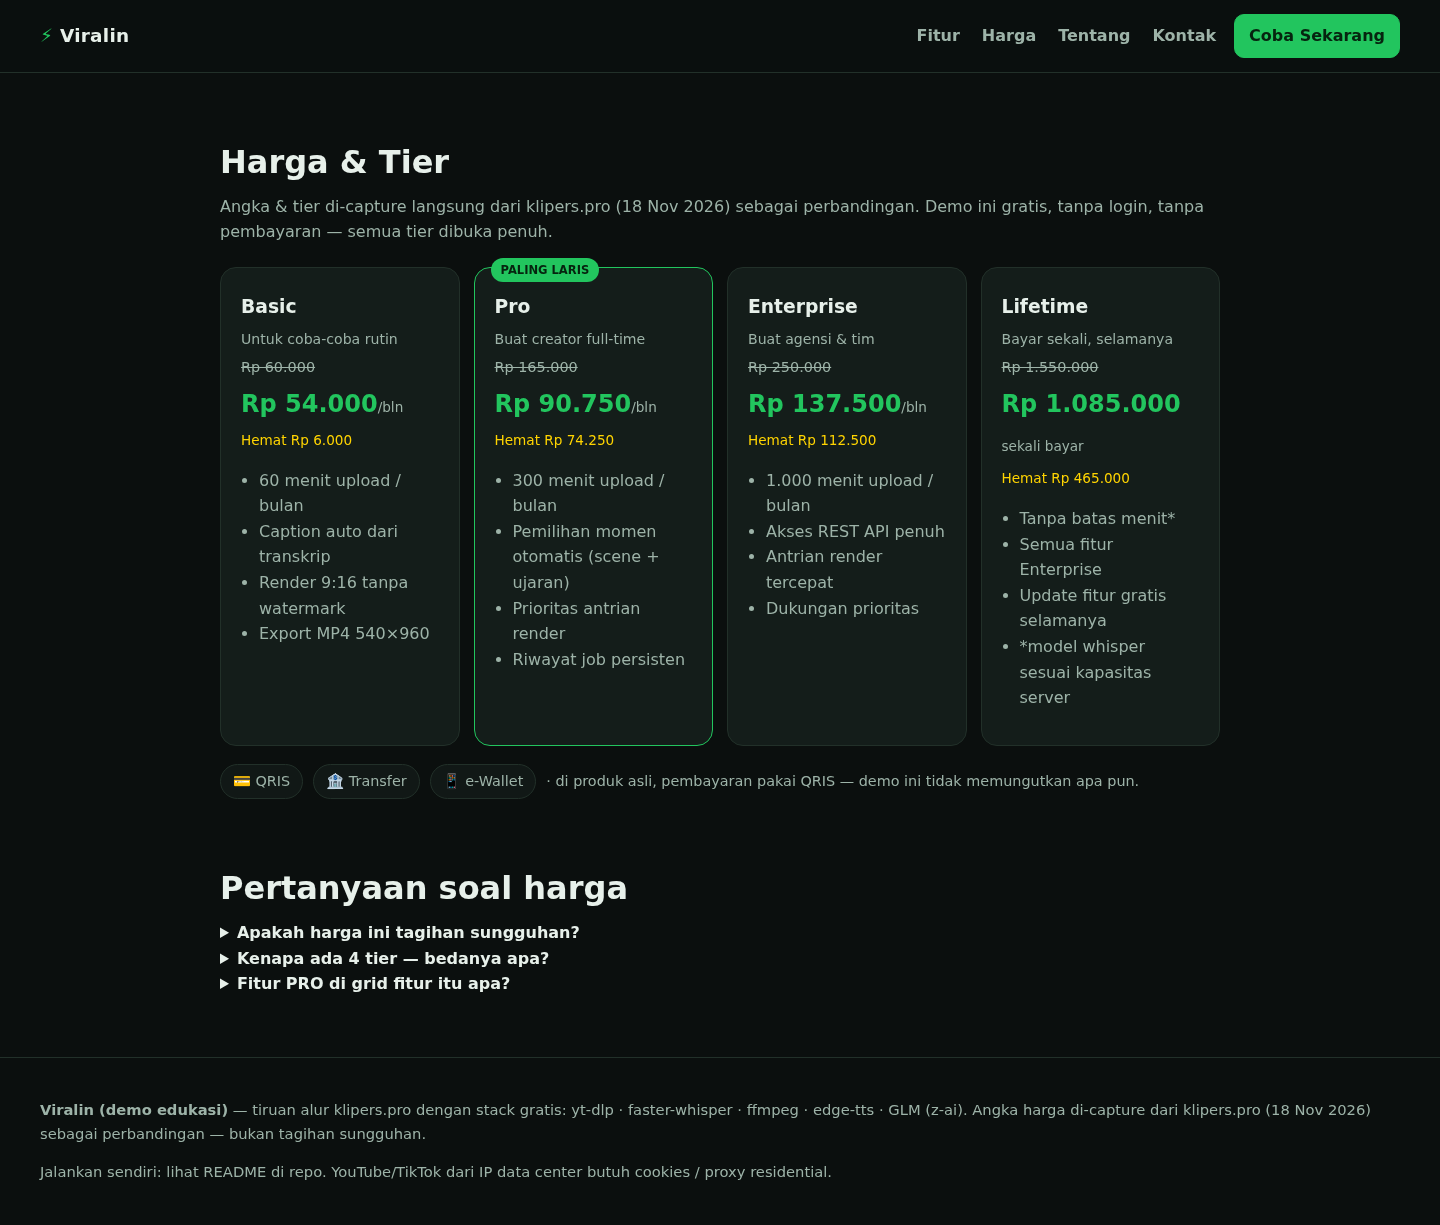 ⚡ Viralin
Fitur
Harga
Tentang
Kontak
Coba Sekarang
Harga & Tier
Angka & tier di-capture langsung dari klipers.pro (18 Nov 2026) sebagai perbandingan. Demo ini gratis, tanpa login, tanpa
pembayaran — semua tier dibuka penuh.
Basic
Untuk coba-coba rutin
Rp 60.000
Rp 54.000/bln
Hemat Rp 6.000
• 60 menit upload /
bulan
• Caption auto dari
transkrip
• Render 9:16 tanpa
watermark
• Export MP4 540×960
PALING LARIS
Pro
Buat creator full-time
Rp 165.000
Rp 90.750/bln
Hemat Rp 74.250
• 300 menit upload /
bulan
• Pemilihan momen
otomatis (scene +
ujaran)
• Prioritas antrian
render
• Riwayat job persisten
Enterprise
Buat agensi & tim
Rp 250.000
Rp 137.500/bln
Hemat Rp 112.500
• 1.000 menit upload /
bulan
• Akses REST API penuh
• Antrian render
tercepat
• Dukungan prioritas
Lifetime
Bayar sekali, selamanya
Rp 1.550.000
Rp 1.085.000
sekali bayar
Hemat Rp 465.000
• Tanpa batas menit*
• Semua fitur
Enterprise
• Update fitur gratis
selamanya
• *model whisper
sesuai kapasitas
server
💳 QRIS
🏦 Transfer
📱 e-Wallet
· di produk asli, pembayaran pakai QRIS — demo ini tidak memungutkan apa pun.
Pertanyaan soal harga
▶ Apakah harga ini tagihan sungguhan?
▶ Kenapa ada 4 tier — bedanya apa?
▶ Fitur PRO di grid fitur itu apa?
Viralin (demo edukasi) — tiruan alur klipers.pro dengan stack gratis: yt-dlp · faster-whisper · ffmpeg · edge-tts · GLM (z-ai). Angka harga di-capture dari klipers.pro (18 Nov 2026)
sebagai perbandingan — bukan tagihan sungguhan.
Jalankan sendiri: lihat README di repo. YouTube/TikTok dari IP data center butuh cookies / proxy residential.